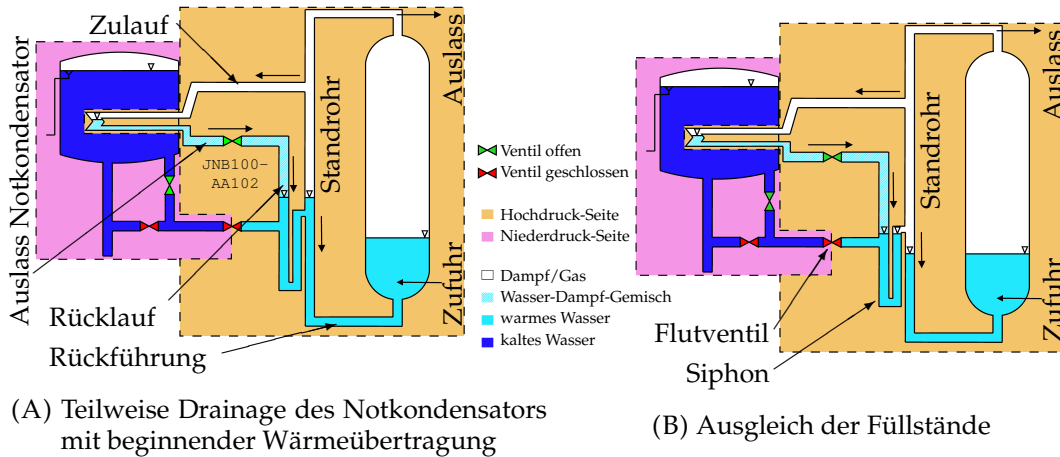 Zulauf
Auslass
Auslass Notkondensator
Standrohr
JNB100-
AA102
Zufuhr
Rücklauf
Rückführung
(A) Teilweise Drainage des Notkondensators
mit beginnender Wärmeübertragung
Ventil offen
Ventil geschlossen
Hochdruck-Seite
Niederdruck-Seite
Dampf/Gas
Wasser-Dampf-Gemisch
warmes Wasser
kaltes Wasser
Auslass
Standrohr
Zufuhr
Flutventil
Siphon
(B) Ausgleich der Füllstände